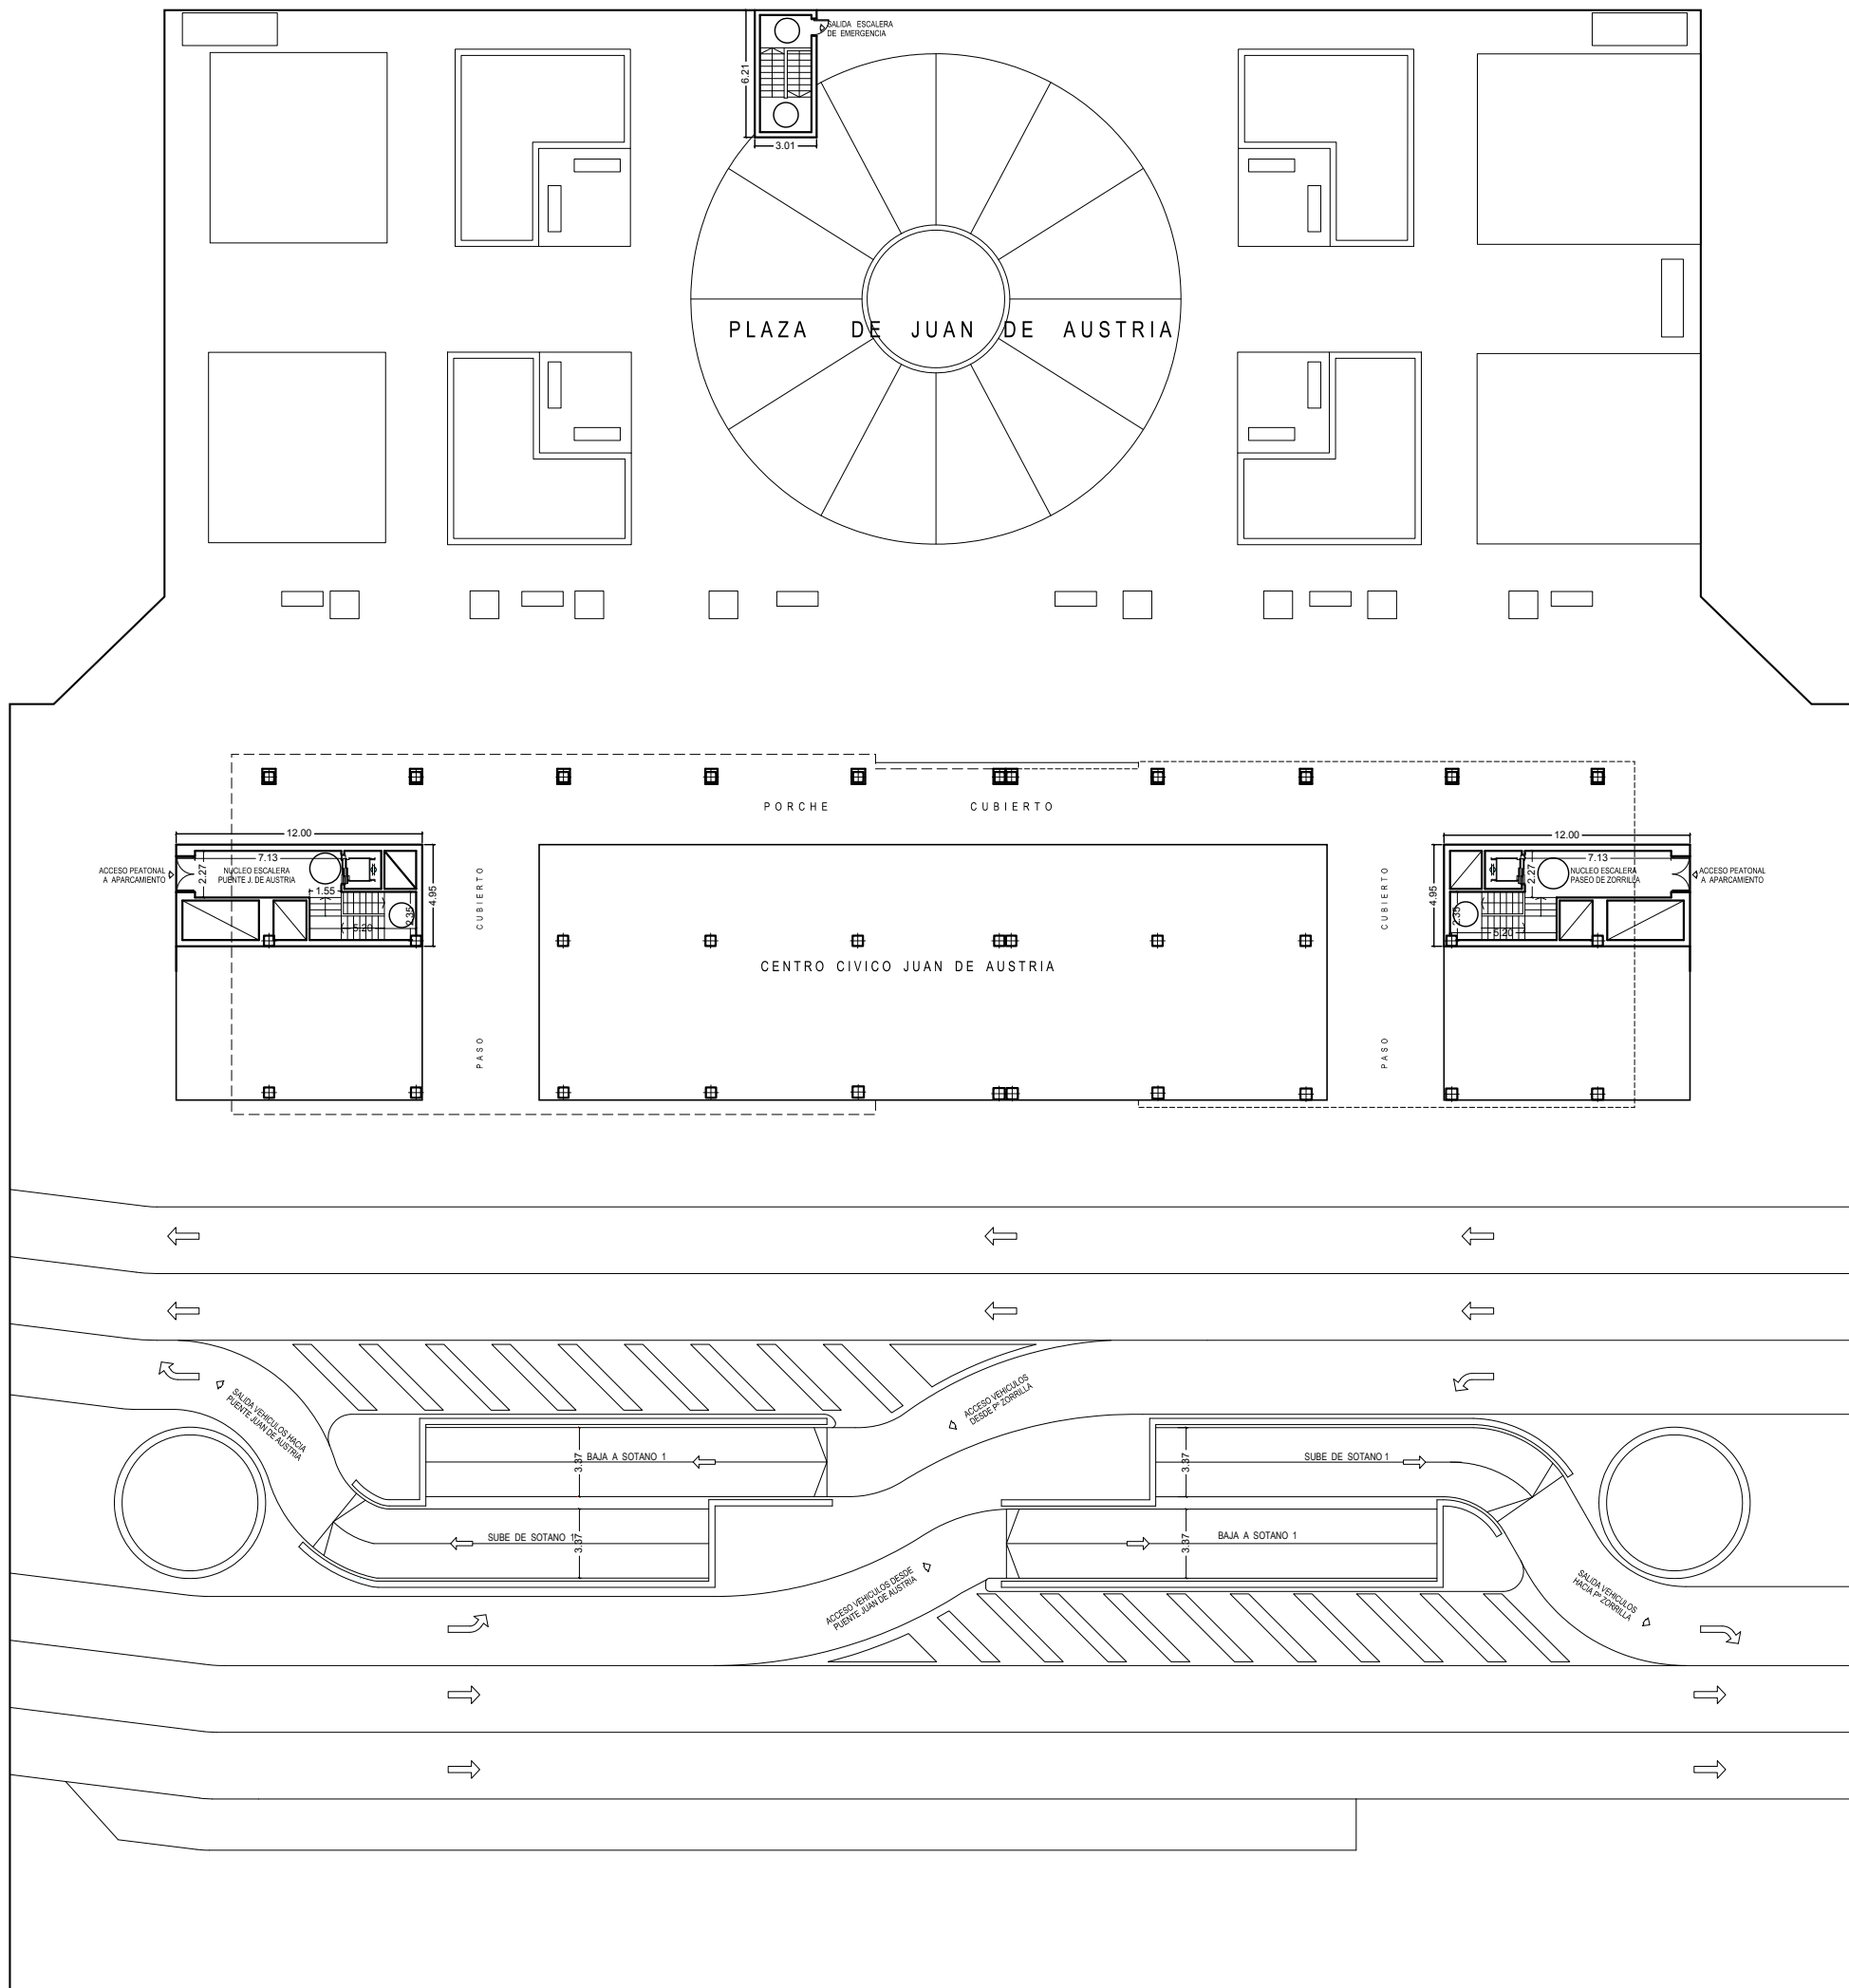 SALIDA ESCALERA
DE EMERGENCIA
6.21
3.01
PLAZA DE JUAN DE AUSTRIA
PORCHE CUBIERTO
12.00
12.00
ACCESO PEATONAL
A APARCAMIENTO
7.13
2.27
NUCLEO ESCALERA
PUENTE J. DE AUSTRIA
1.55
2.35
5.20
4.95
CUBIERTO
PASO
CUBIERTO
PASO
4.95
7.13
2.27
NUCLEO ESCALERA
PASEO DE ZORRILLA
2.35
5.20
ACCESO PEATONAL
A APARCAMIENTO
CENTRO CIVICO JUAN DE AUSTRIA
SALIDA VEHICULOS HACIA
PUENTE JUAN DE AUSTRIA
ACCESO VEHICULOS
DESDE Pº ZORRILLA
BAJA A SOTANO 1
3.37
SUBE DE SOTANO 1
3.37
SUBE DE SOTANO 1
3.37
BAJA A SOTANO 1
3.37
ACCESO VEHICULOS DESDE
PUENTE JUAN DE AUSTRIA
SALIDA VEHICULOS
HACIA Pº ZORRILLA